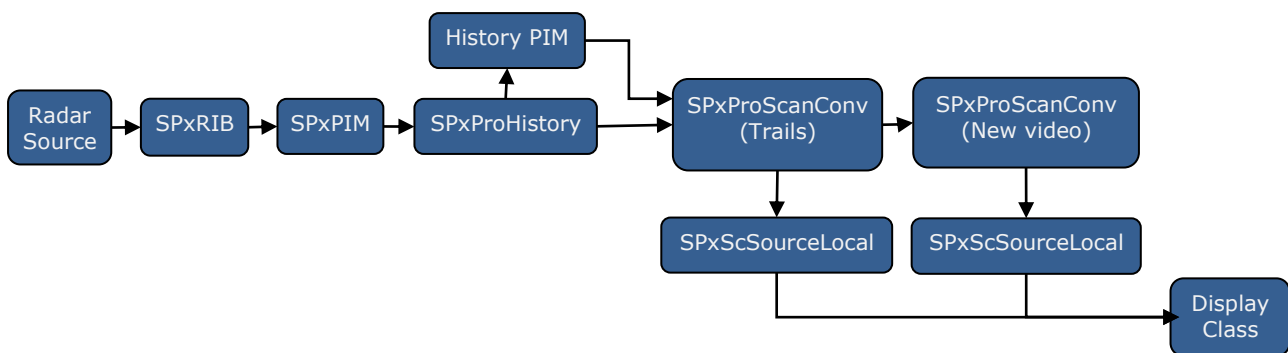 History PIM
Radar
Source
SPxRIB
SPxPIM
SPxProHistory
SPxProScanConv
(Trails)
SPxProScanConv
(New video)
SPxScSourceLocal
SPxScSourceLocal
Display
Class